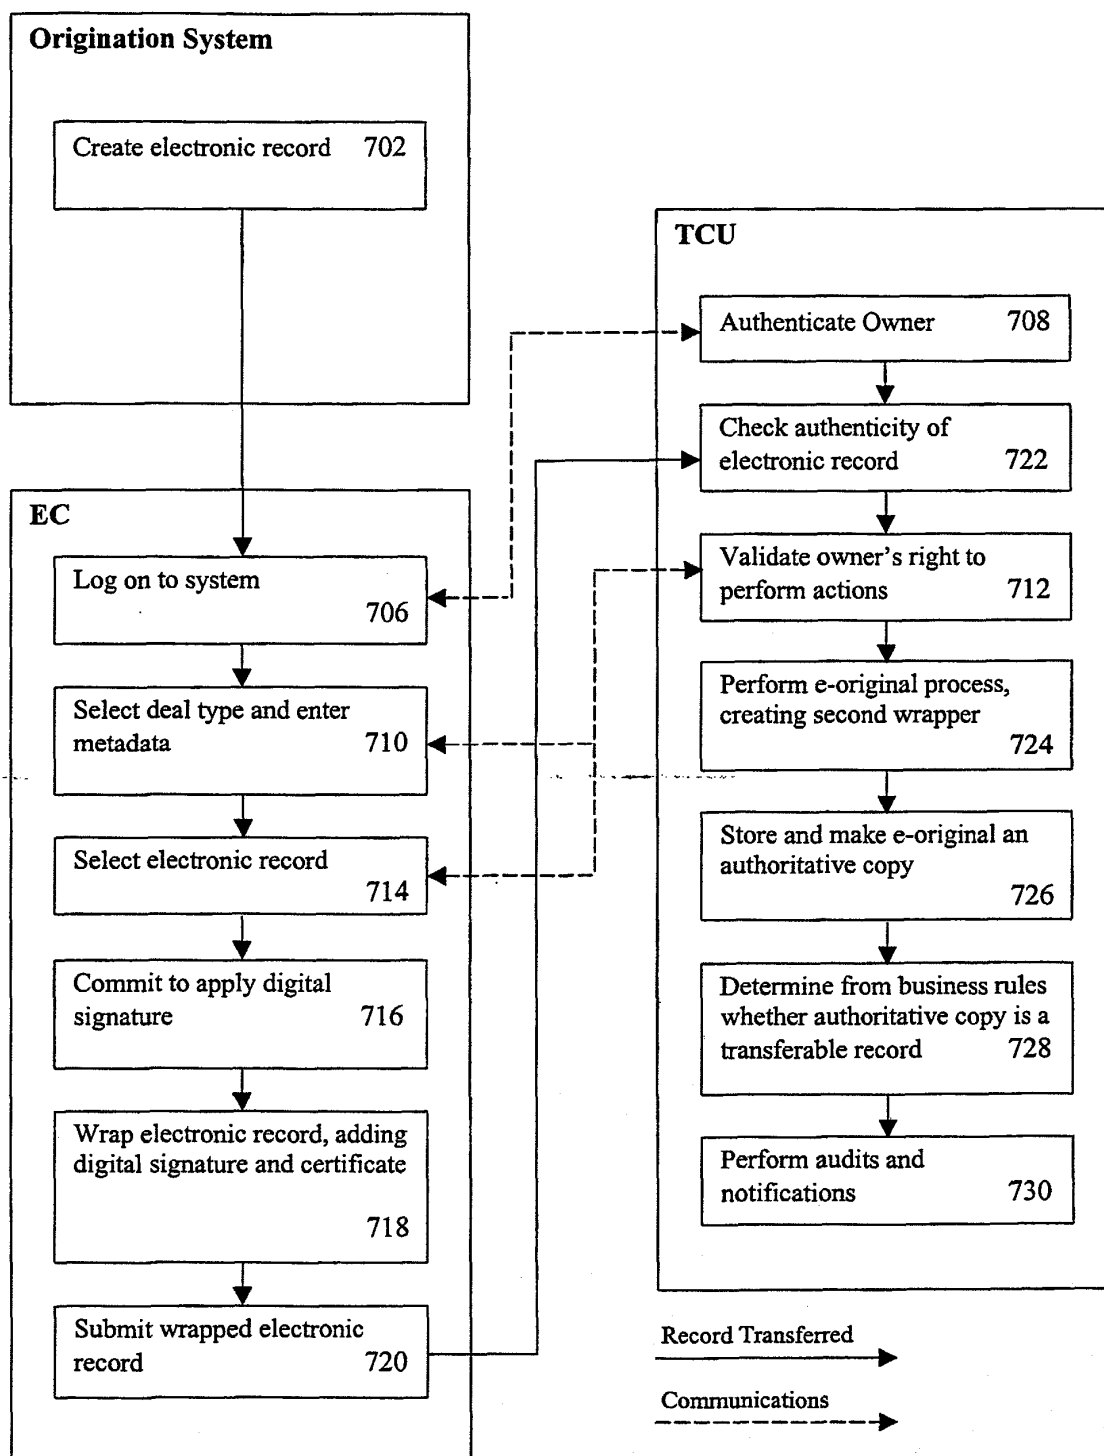 Origination System
Create electronic record 702
EC
Log on to system
706
Select deal type and enter
metadata 710
Select electronic record
714
Commit to apply digital
signature 716
Wrap electronic record, adding
digital signature and certificate
718
Submit wrapped electronic
record 720
TCU
Authenticate Owner 708
Check authenticity of
electronic record 722
Validate owner's right to
perform actions 712
Perform e-original process,
creating second wrapper
724
Store and make e-original an
authoritative copy
726
Determine from business rules
whether authoritative copy is a
transferable record 728
Perform audits and
notifications 730
Record Transferred
Communications